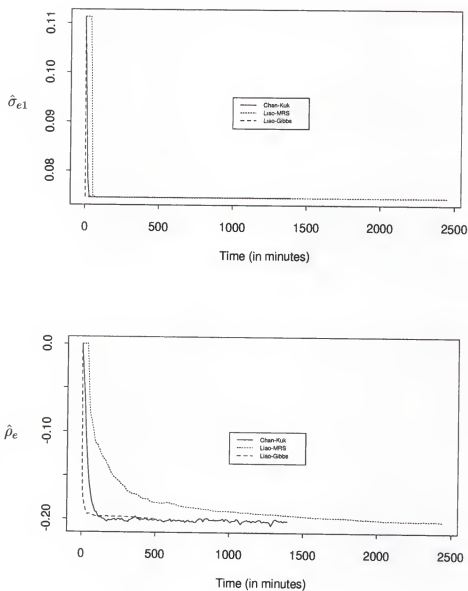 0.11
0.10
0.09
0.08
σ̂e1
Chan-Kuk
Liao-MRS
Liao-Gibbs
0 500 1000 1500 2000 2500
Time (in minutes)
0.0
-0.10
-0.20
ρ̂e
Chan-Kuk
Liao-MRS
Liao-Gibbs
0 500 1000 1500 2000 2500
Time (in minutes)